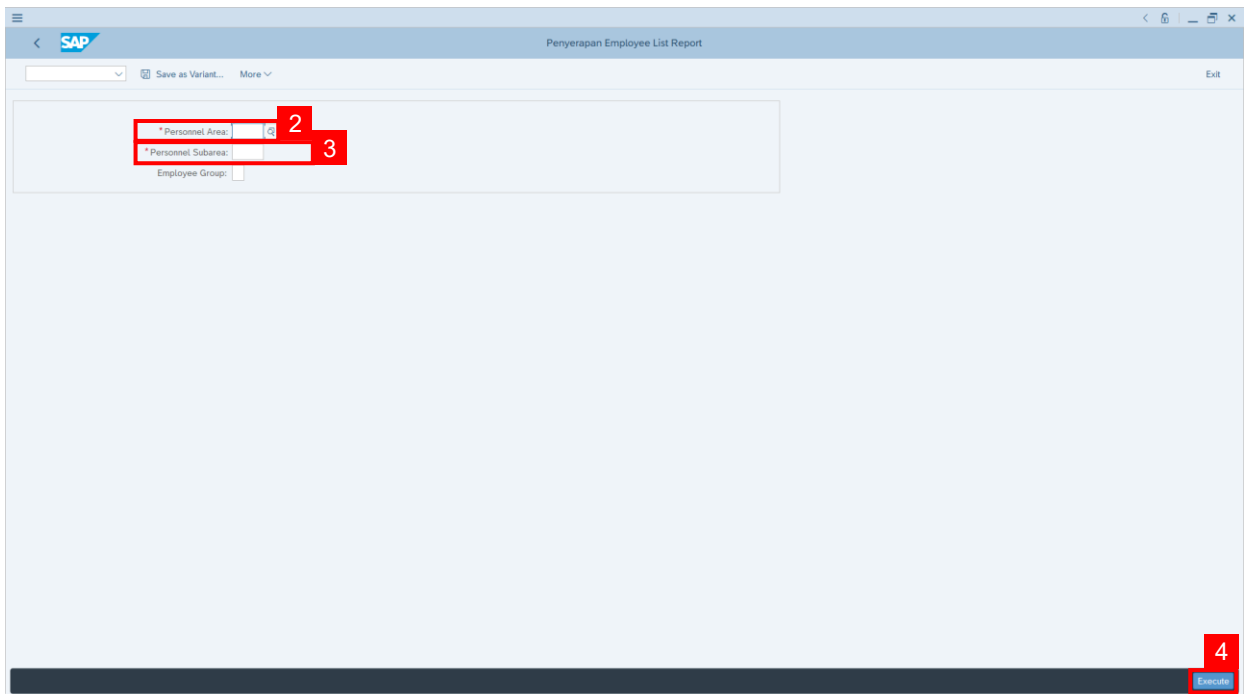 SAP
Penyerapan Employee List Report
Save as Variant... More
Exit
*Personnel Area:
2
*Personnel Subarea:
3
Employee Group:
4
Execute